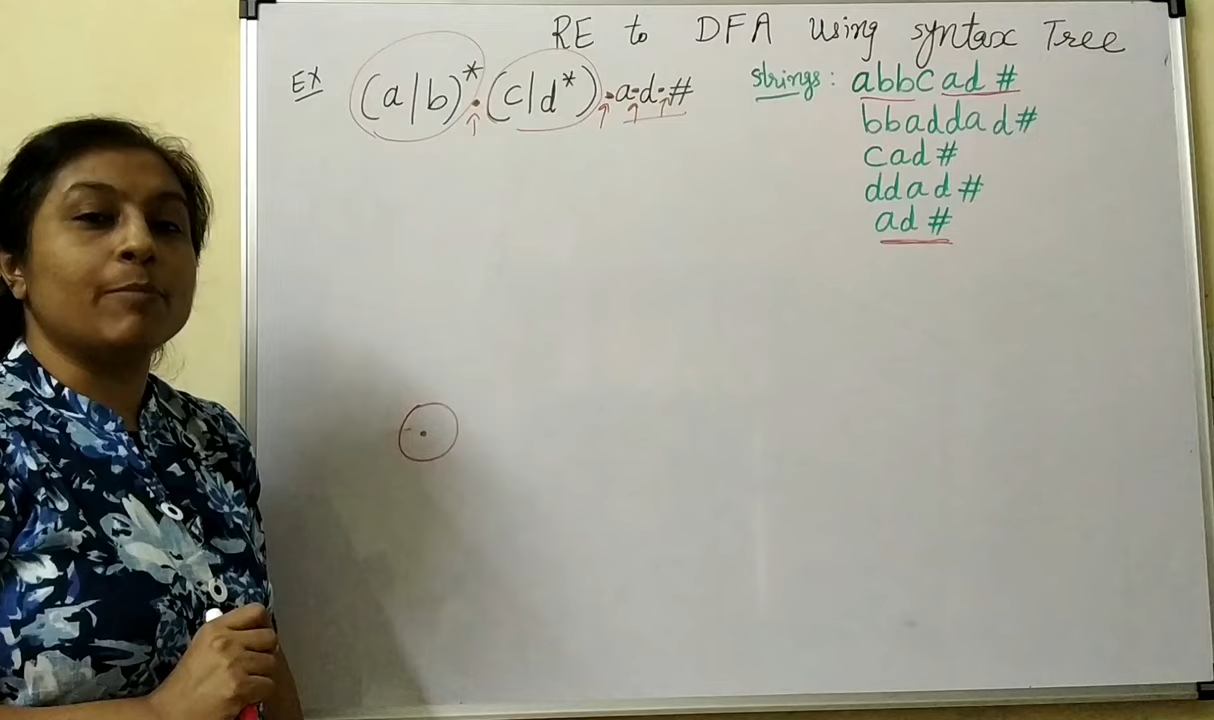 RE to DFA Using syntax Tree
Ex (a|b)*.(c|d*).a.d.#
strings: abbcad#
bbaddad#
cad#
ddad#
ad#